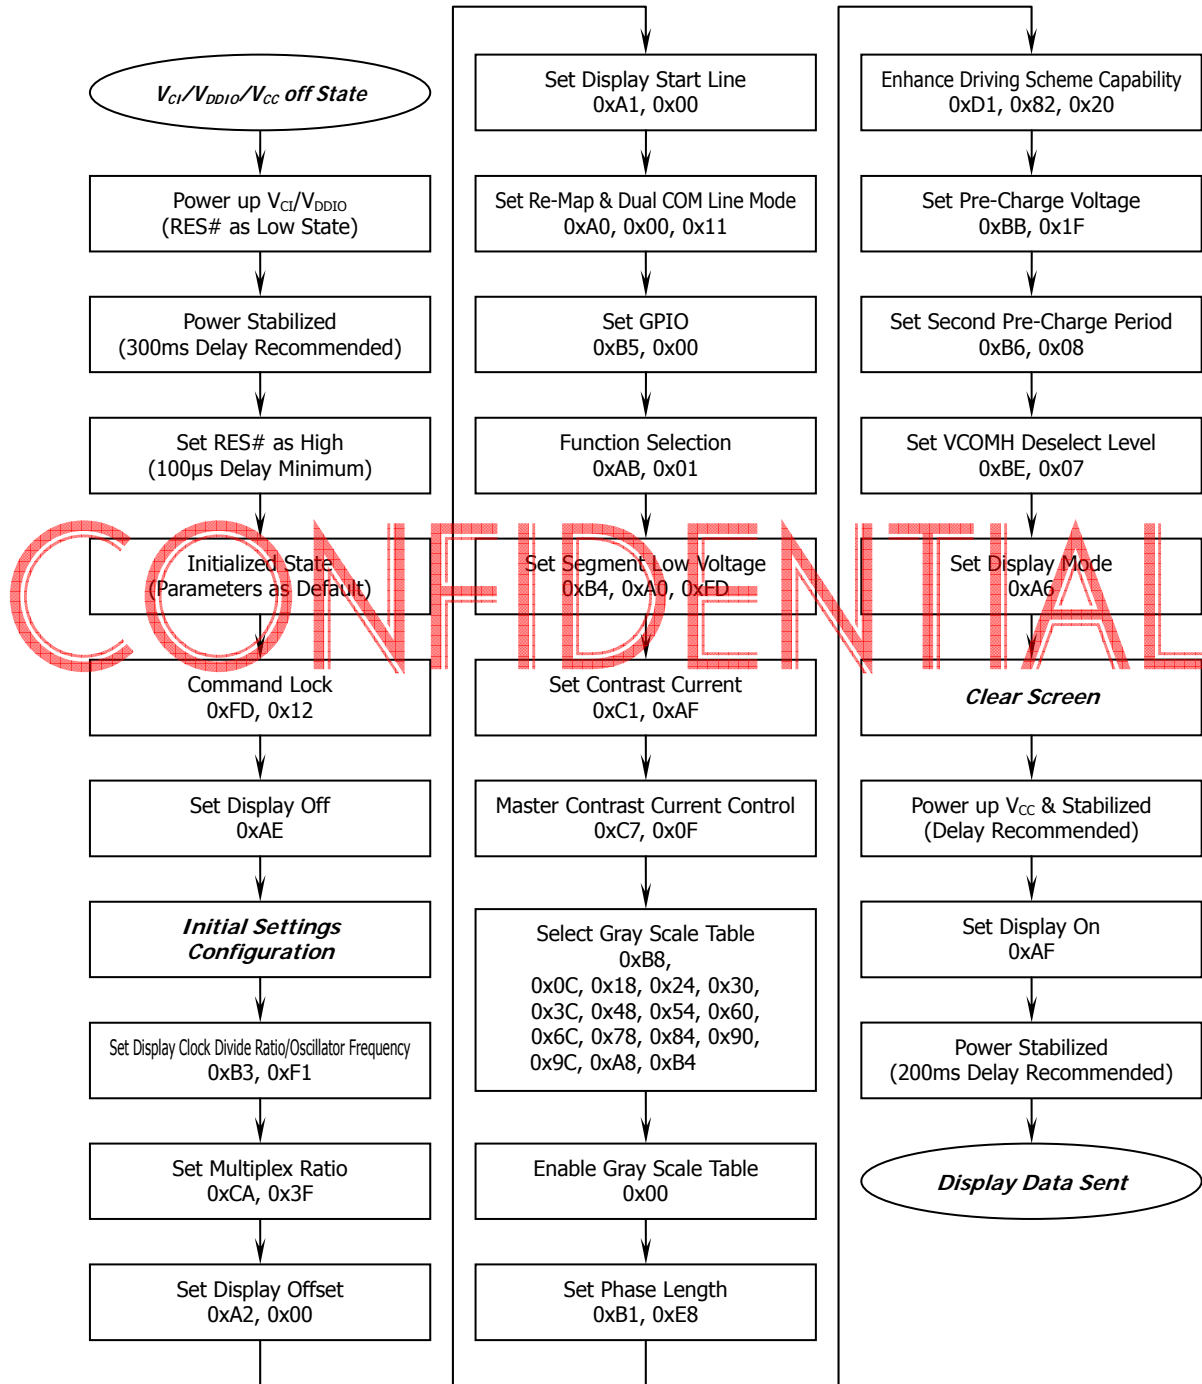 V_CI/V_DDIO/V_CC off State
Power up V_CI/V_DDIO
(RES# as Low State)
Power Stabilized
(300ms Delay Recommended)
Set RES# as High
(100μs Delay Minimum)
Initialized State
(Parameters as Default)
Command Lock
0xFD, 0x12
Set Display Off
0xAE
Initial Settings
Configuration
Set Display Clock Divide Ratio/Oscillator Frequency
0xB3, 0xF1
Set Multiplex Ratio
0xCA, 0x3F
Set Display Offset
0xA2, 0x00
Set Display Start Line
0xA1, 0x00
Set Re-Map & Dual COM Line Mode
0xA0, 0x00, 0x11
Set GPIO
0xB5, 0x00
Function Selection
0xAB, 0x01
Set Segment Low Voltage
0xB4, 0xA0, 0xFD
Set Contrast Current
0xC1, 0xAF
Master Contrast Current Control
0xC7, 0x0F
Select Gray Scale Table
0xB8,
0x0C, 0x18, 0x24, 0x30,
0x3C, 0x48, 0x54, 0x60,
0x6C, 0x78, 0x84, 0x90,
0x9C, 0xA8, 0xB4
Enable Gray Scale Table
0x00
Set Phase Length
0xB1, 0xE8
Enhance Driving Scheme Capability
0xD1, 0x82, 0x20
Set Pre-Charge Voltage
0xBB, 0x1F
Set Second Pre-Charge Period
0xB6, 0x08
Set VCOMH Deselect Level
0xBE, 0x07
Set Display Mode
0xA6
Clear Screen
Power up V_CC & Stabilized
(Delay Recommended)
Set Display On
0xAF
Power Stabilized
(200ms Delay Recommended)
Display Data Sent
CONFIDENTIAL